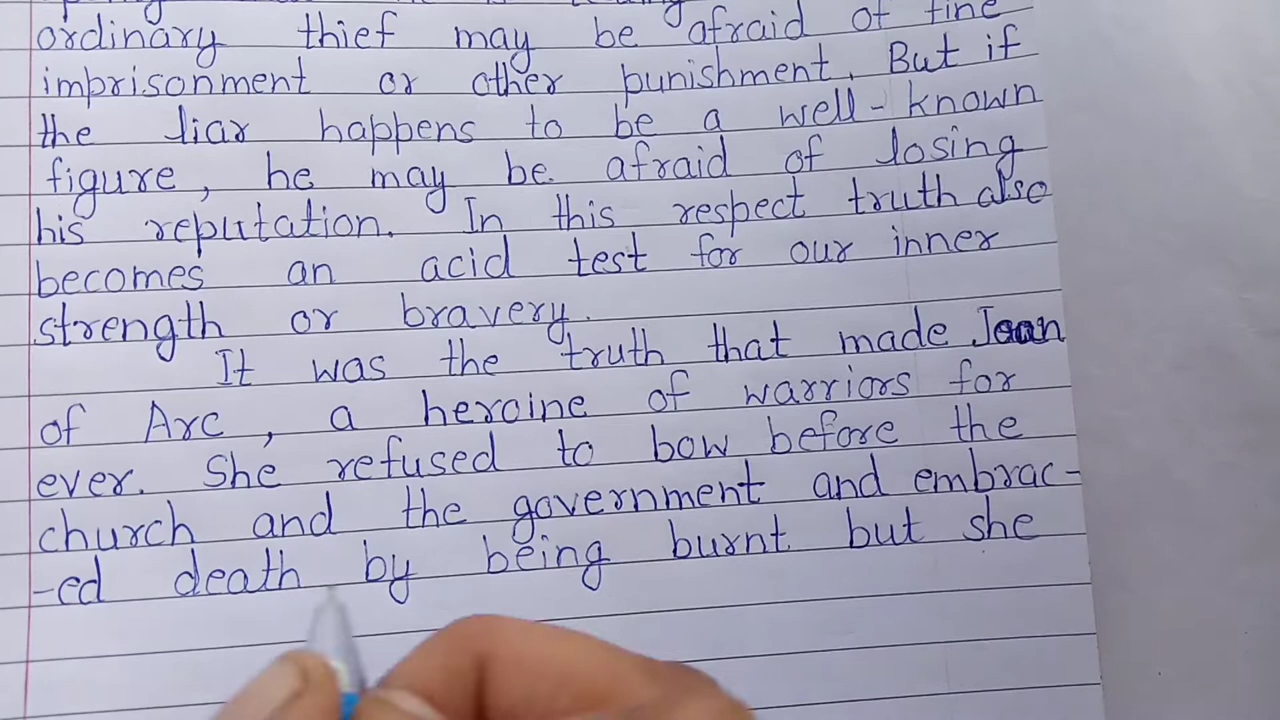 ordinary thief may be afraid of fine
imprisonment or other punishment. But if
the liar happens to be a well-known
figure, he may be afraid of losing
his reputation. In this respect truth also
becomes an acid test for our inner
strength or bravery.
It was the truth that made Joan
of Arc, a heroine of warriors for
ever. She refused to bow before the
church and the government and embrac-
-ed death by being burnt. but she